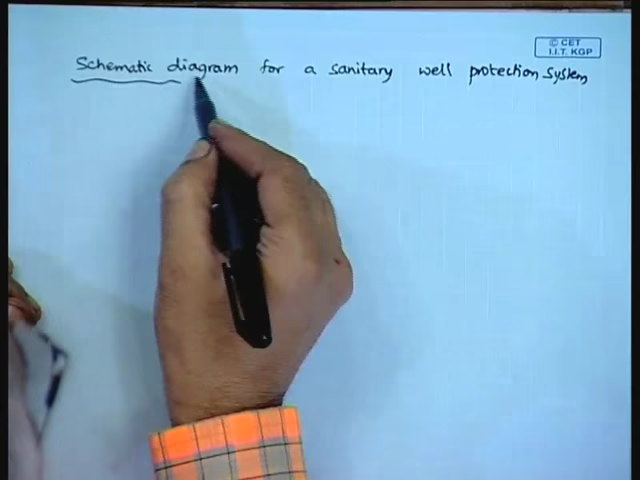 © CET
I.I.T. KGP
Schematic diagram for a sanitary well protection system